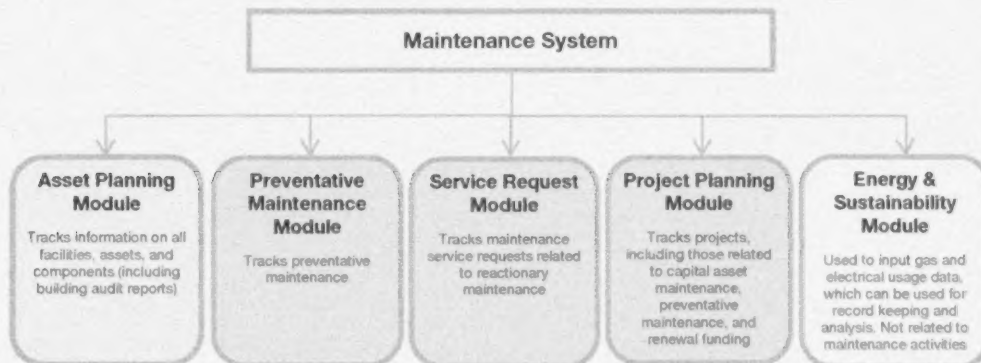 Maintenance System
Asset Planning
Module
Tracks information on all
facilities, assets, and
components (including
building audit reports)
Preventative
Maintenance Module
Tracks preventative
maintenance
Service Request
Module
Tracks maintenance
service requests related
to reactionary
maintenance
Project Planning
Module
Tracks projects,
including those related
to capital asset
maintenance,
preventative
maintenance, and
renewal funding
Energy &
Sustainability
Module
Used to input gas and
electrical usage data,
which can be used for
record keeping and
analysis. Not related to
maintenance activities